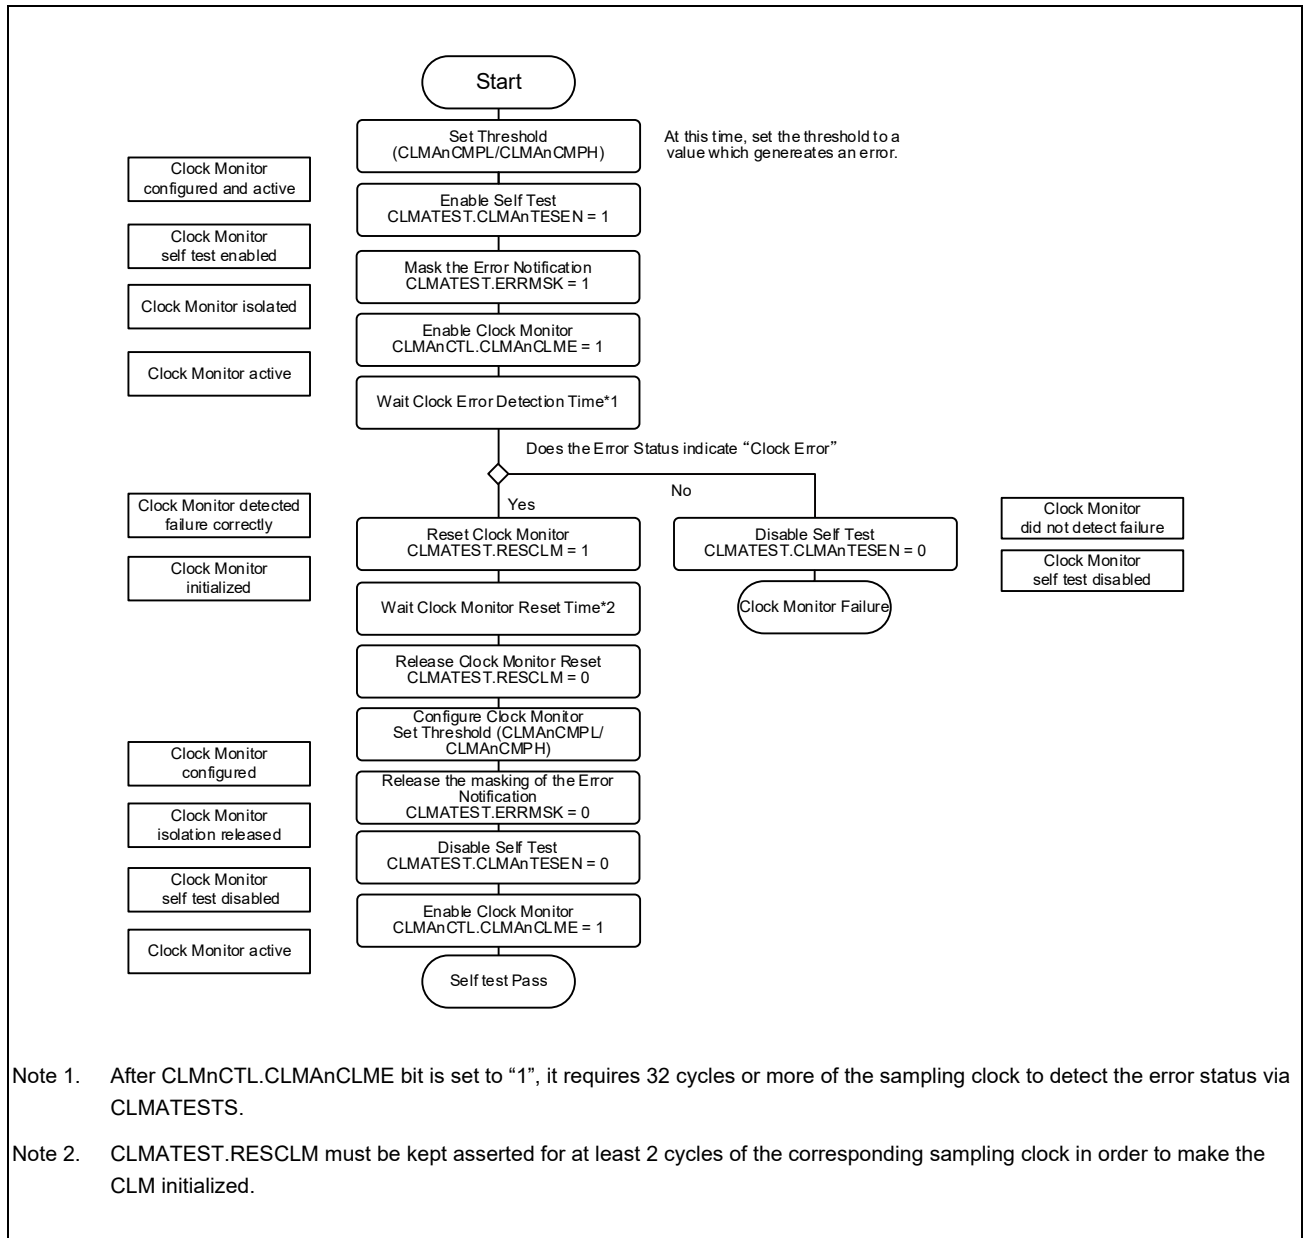 Start
Set Threshold
(CLMAnCMPL/CLMAnCMPH)
At this time, set the threshold to a
value which genereates an error.
Clock Monitor
configured and active
Enable Self Test
CLMATEST.CLMAnTESEN = 1
Clock Monitor
self test enabled
Mask the Error Notification
CLMATEST.ERRMSK = 1
Clock Monitor isolated
Enable Clock Monitor
CLMAnCTL.CLMAnCLME = 1
Clock Monitor active
Wait Clock Error Detection Time*1
Does the Error Status indicate “Clock Error”
No
Yes
Clock Monitor detected
failure correctly
Reset Clock Monitor
CLMATEST.RESCLM = 1
Disable Self Test
CLMATEST.CLMAnTESEN = 0
Clock Monitor
did not detect failure
Clock Monitor
initialized
Clock Monitor
self test disabled
Wait Clock Monitor Reset Time*2
Clock Monitor Failure
Release Clock Monitor Reset
CLMATEST.RESCLM = 0
Configure Clock Monitor
Set Threshold (CLMAnCMPL/
CLMAnCMPH)
Clock Monitor
configured
Release the masking of the Error
Notification
CLMATEST.ERRMSK = 0
Clock Monitor
isolation released
Disable Self Test
CLMATEST.CLMAnTESEN = 0
Clock Monitor
self test disabled
Enable Clock Monitor
CLMAnCTL.CLMAnCLME = 1
Clock Monitor active
Self test Pass
Note 1. After CLMnCTL.CLMAnCLME bit is set to “1”, it requires 32 cycles or more of the sampling clock to detect the error status via
CLMATESTS.
Note 2. CLMATEST.RESCLM must be kept asserted for at least 2 cycles of the corresponding sampling clock in order to make the
CLM initialized.